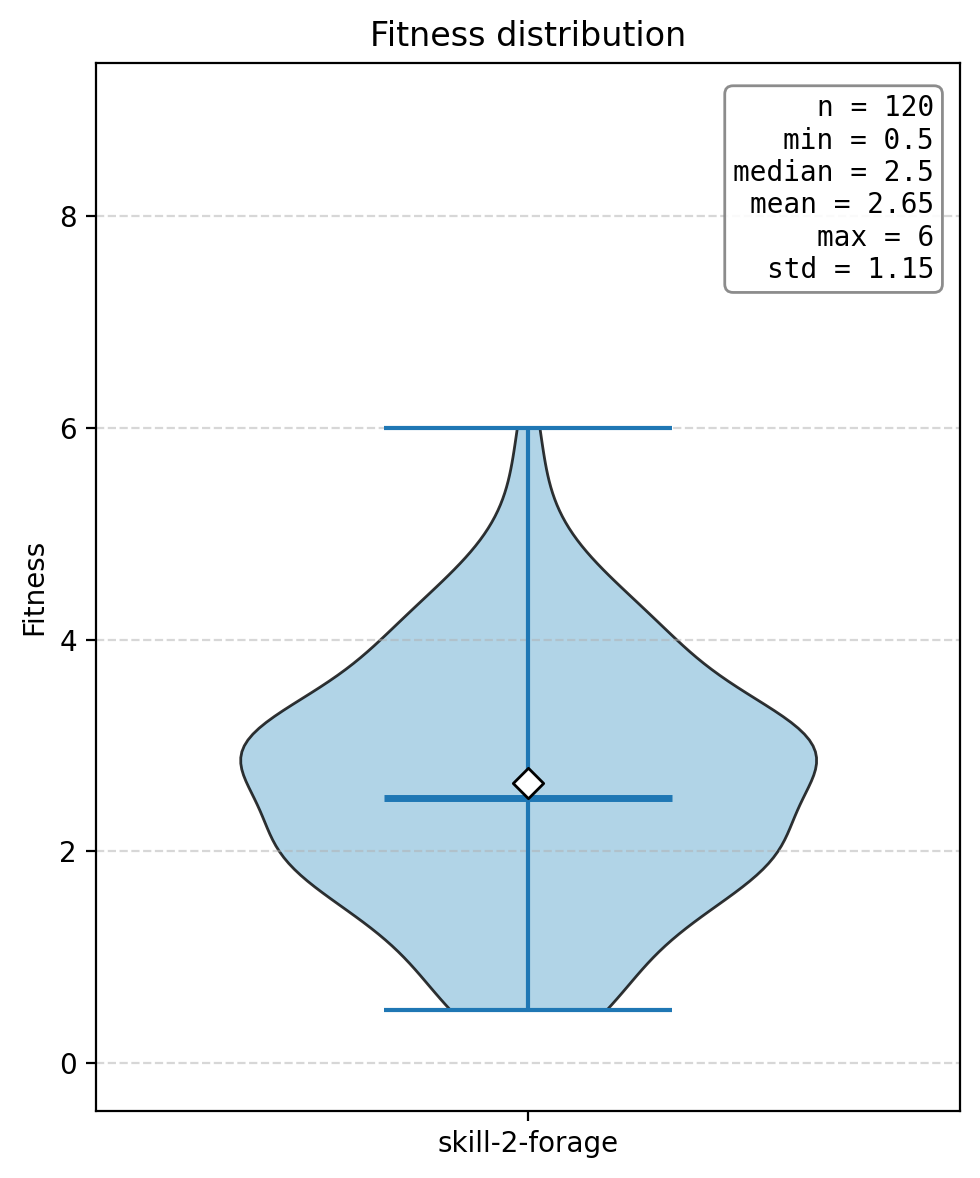 Fitness distribution
n = 120
min = 0.5
median = 2.5
mean = 2.65
max = 6
std = 1.15
Fitness
8
6
4
2
0
skill-2-forage